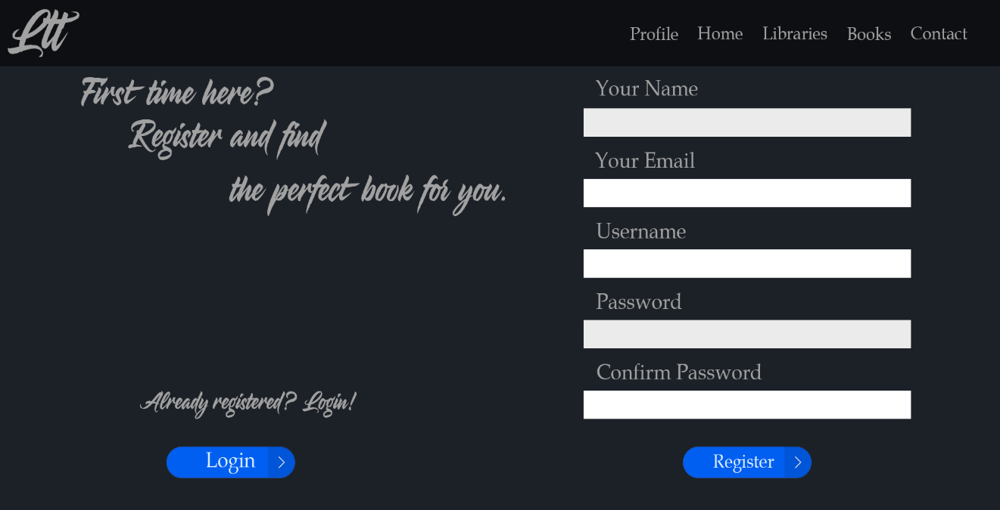 Ltt
Profile Home Libraries Books Contact
First time here?
Register and find
the perfect book for you.
Already registered? Login!
Login
Your Name
Your Email
Username
Password
Confirm Password
Register